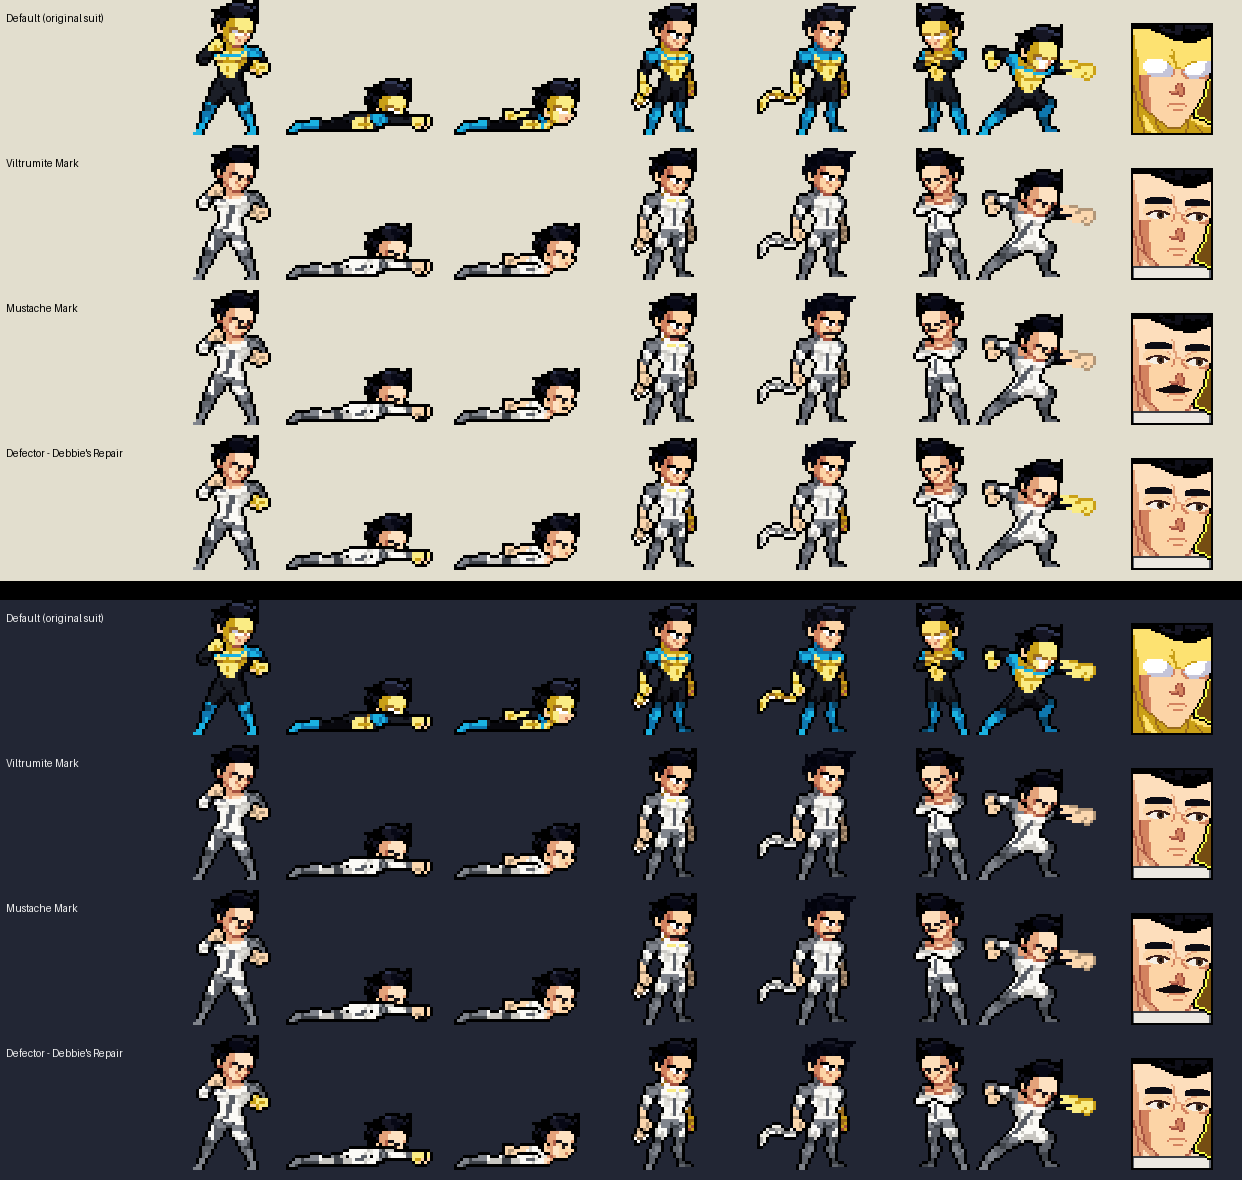 Default (original suit)
Viltrumite Mark
Mustache Mark
Defector - Debbie's Repair
Default (original suit)
Viltrumite Mark
Mustache Mark
Defector - Debbie's Repair